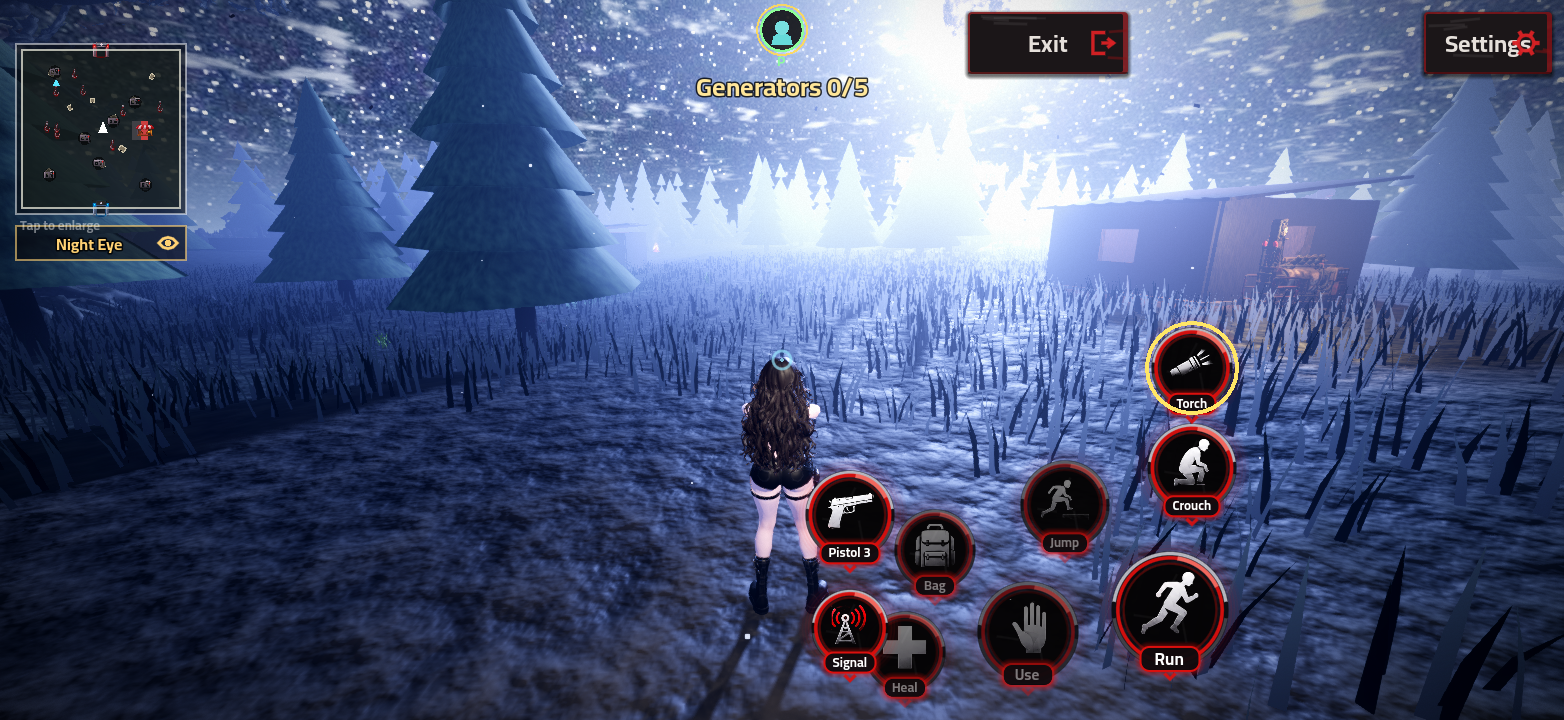 Exit
Settings
Generators 0/5
Tap to enlarge
Night Eye
Torch
Crouch
Pistol 3
Jump
Bag
Signal
Heal
Use
Run